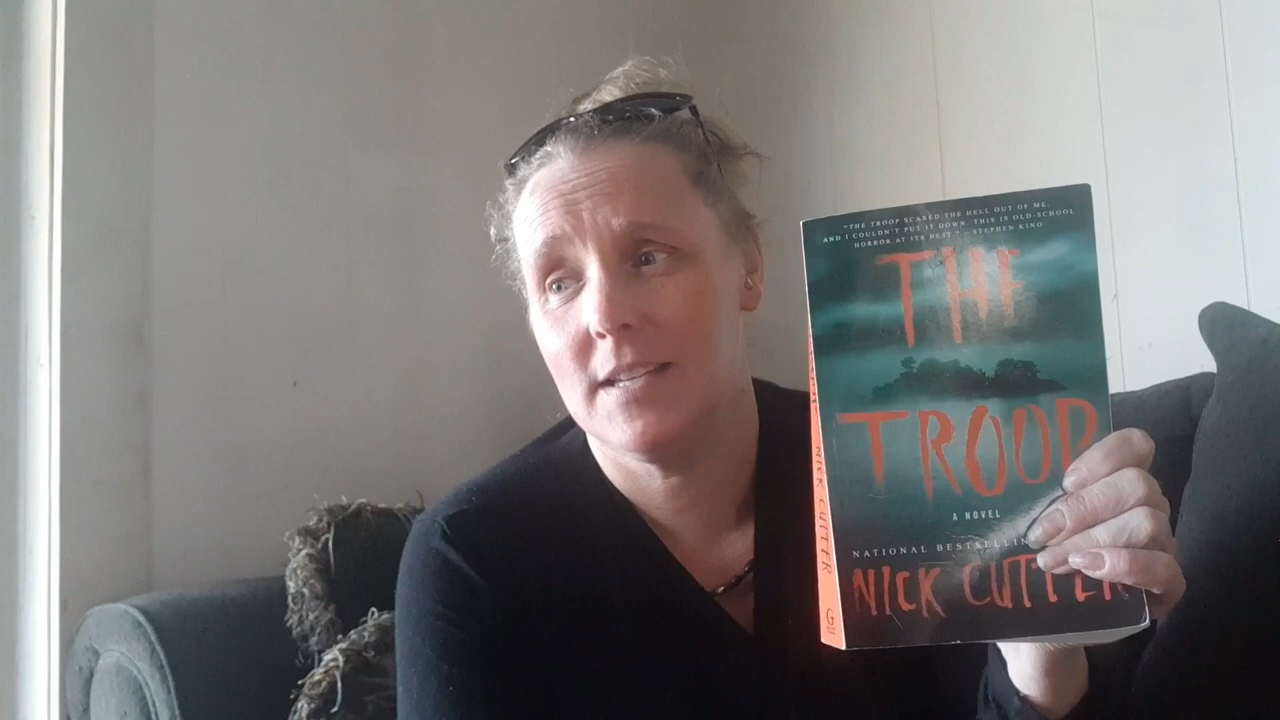 "THE TROOP SCARED THE HELL OUT OF ME,
AND I COULDN'T PUT IT DOWN. THIS IS OLD-SCHOOL
HORROR AT ITS BEST." —STEPHEN KING
THE
TROOP
A NOVEL
NATIONAL BESTSELLIN
NICK CUTTER
NICK CUTTER
G